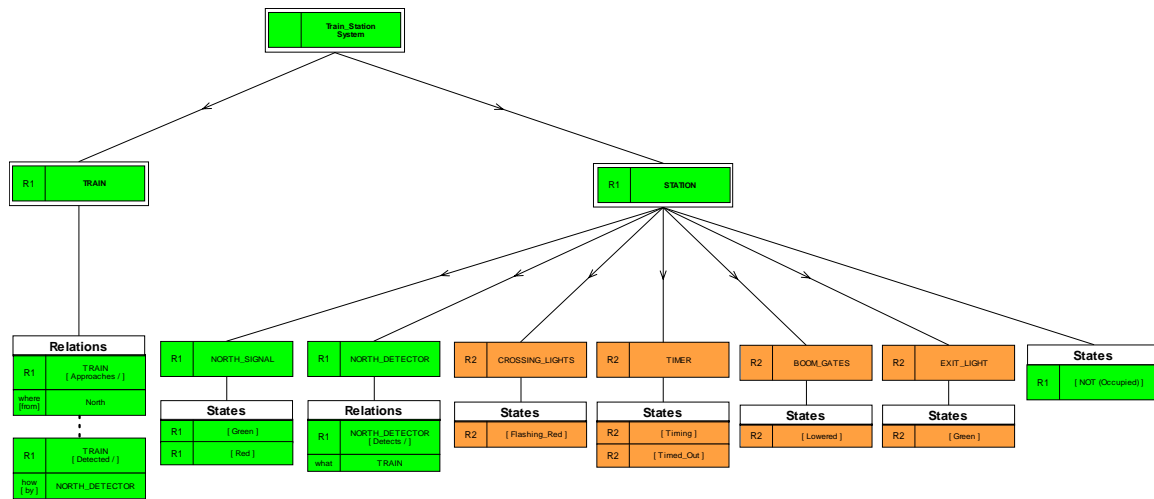 Train_Station
System
R1
TRAIN
R1
STATION
Relations
R1
TRAIN
[ Approaches / ]
where
[from]
North
R1
TRAIN
[ Detected / ]
how
[ by ]
NORTH_DETECTOR
R1
NORTH_SIGNAL
States
R1
[ Green ]
R1
[ Red ]
R1
NORTH_DETECTOR
Relations
R1
NORTH_DETECTOR
[ Detects / ]
what
TRAIN
R2
CROSSING_LIGHTS
States
R2
[ Flashing_Red ]
R2
TIMER
States
R2
[ Timing ]
R2
[ Timed_Out ]
R2
BOOM_GATES
States
R2
[ Lowered ]
R2
EXIT_LIGHT
States
R2
[ Green ]
States
R1
[ NOT (Occupied) ]